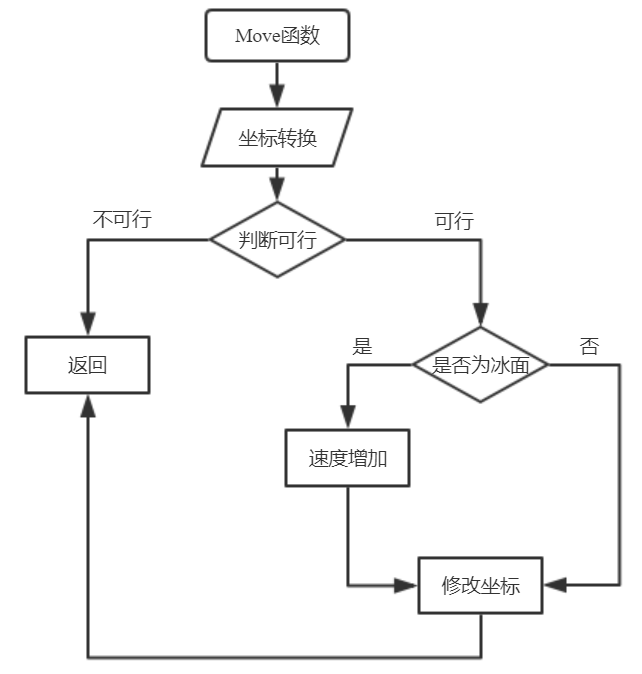 Move函数
坐标转换
不可行
可行
判断可行
返回
是
否
是否为冰面
速度增加
修改坐标